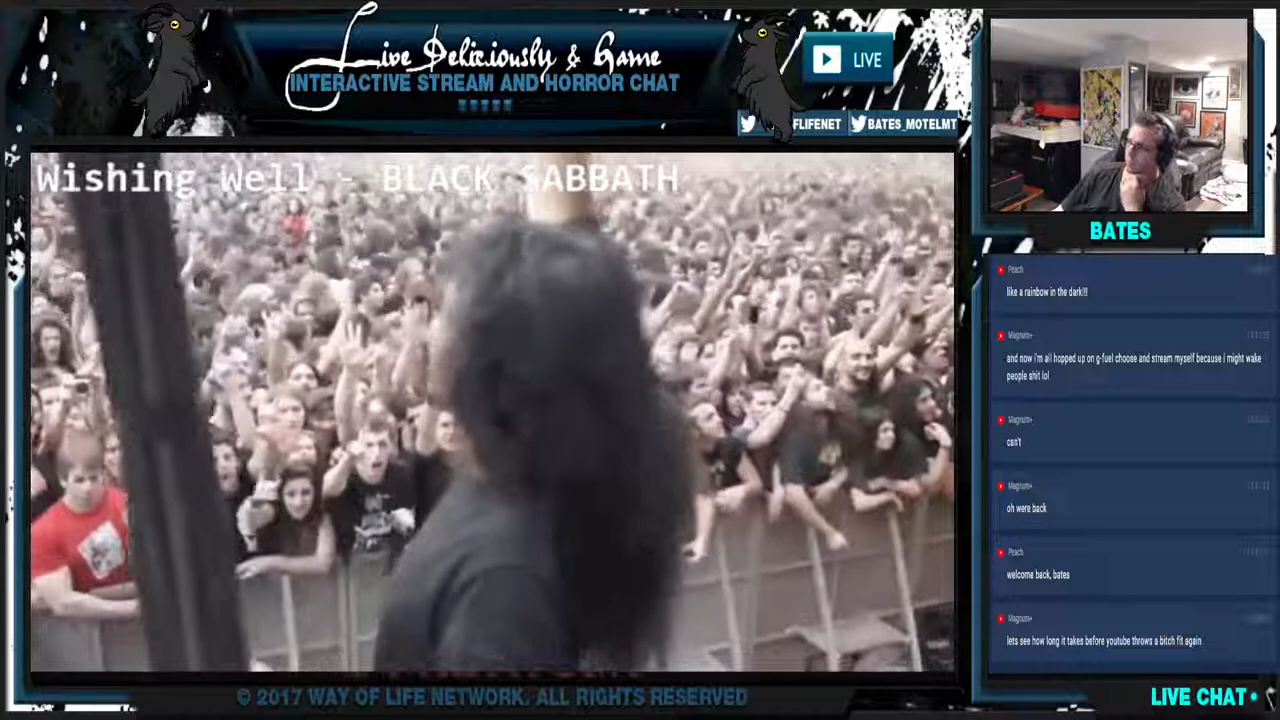 Live Deliciously & Game
INTERACTIVE STREAM AND HORROR CHAT
LIVE
FLIFENET
BATES_MOTELMT
Wishing Well - BLACK SABBATH
BATES
Peach
like a rainbow in the dark!!!
Magnum+
and now i'm all hopped up on g-fuel choose and stream myself because i might wake
people shit lol
Magnum+
can't
Magnum+
oh were back
Peach
welcome back, bates
Magnum+
lets see how long it takes before youtube throws a bitch fit again
© 2017 WAY OF LIFE NETWORK. ALL RIGHTS RESERVED
LIVE CHAT •